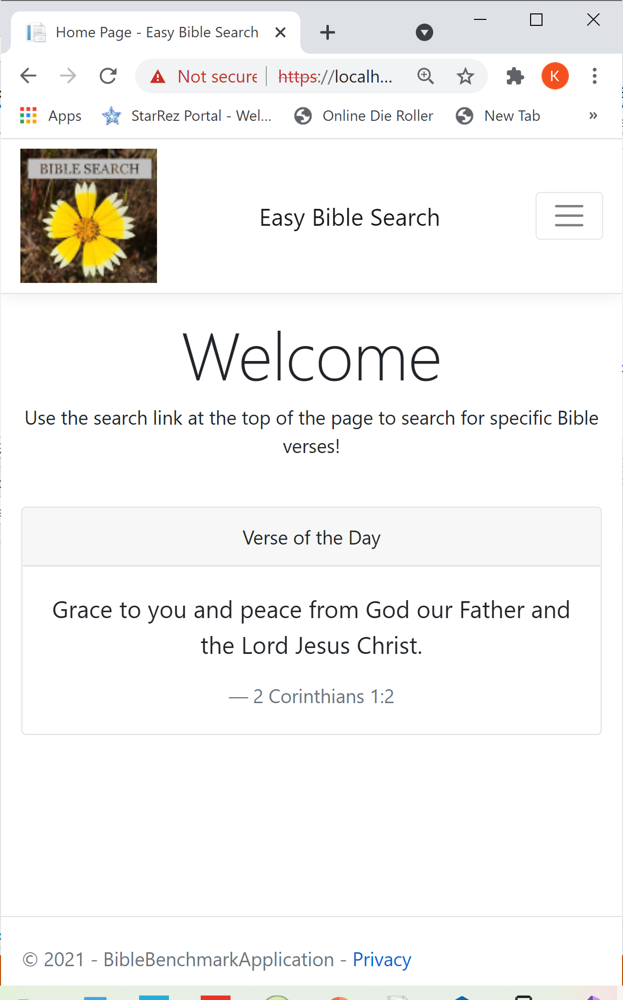 Home Page - Easy Bible Search
Not secure https://localh...
K
Apps StarRez Portal - Wel... Online Die Roller New Tab »
BIBLE SEARCH
Easy Bible Search
Welcome
Use the search link at the top of the page to search for specific Bible
verses!
Verse of the Day
Grace to you and peace from God our Father and
the Lord Jesus Christ.
— 2 Corinthians 1:2
© 2021 - BibleBenchmarkApplication - Privacy